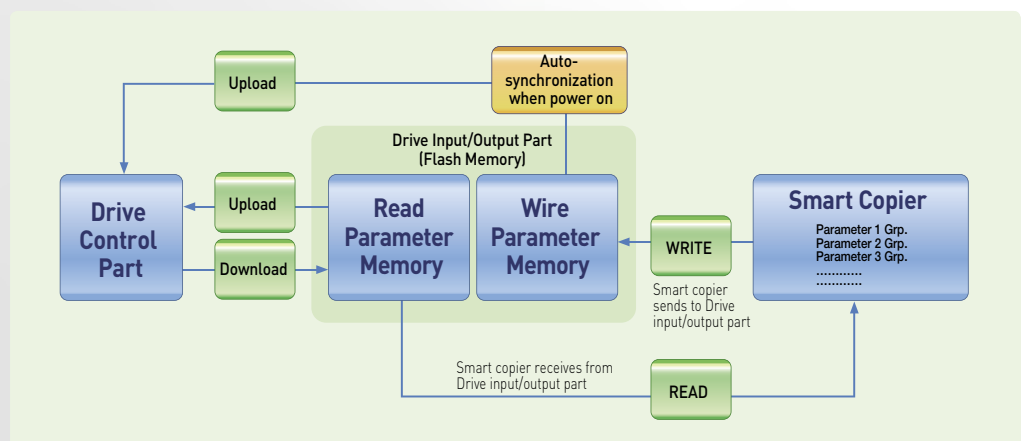 Upload
Auto-
synchronization
when power on
Drive Input/Output Part
(Flash Memory)
Drive
Control
Part
Upload
Download
Read
Parameter
Memory
Wire
Parameter
Memory
WRITE
Smart copier
sends to Drive
input/output part
Smart Copier
Parameter 1 Grp.
Parameter 2 Grp.
Parameter 3 Grp.
............
............
Smart copier receives from
Drive input/output part
READ